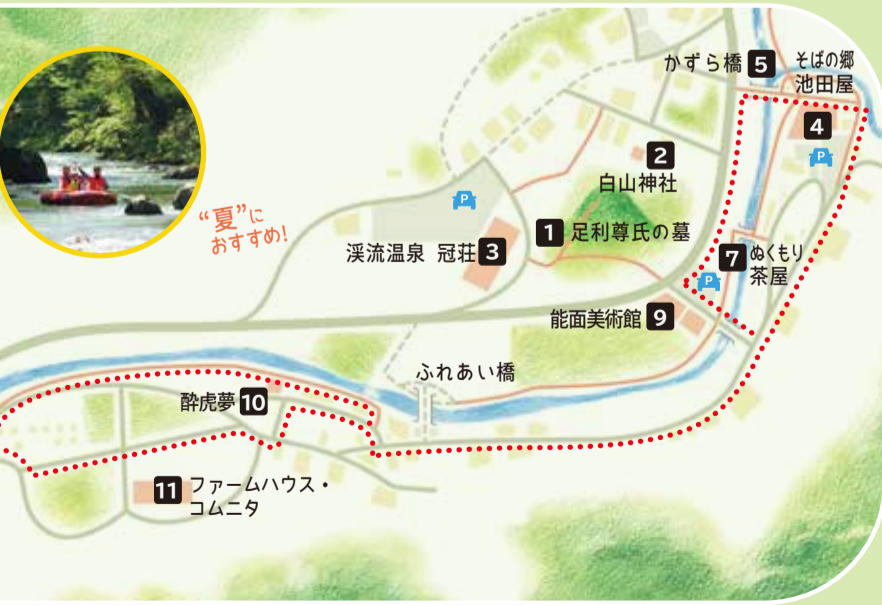 かずら橋 5
そばの郷
池田屋
4
P
2
白山神社
“夏”に
おすすめ!
P
1 足利尊氏の墓
渓流温泉 冠荘 3
7 ぬくもり
茶屋
P
能面美術館 9
ふれあい橋
酔虎夢 10
11 ファームハウス・
コムニタ